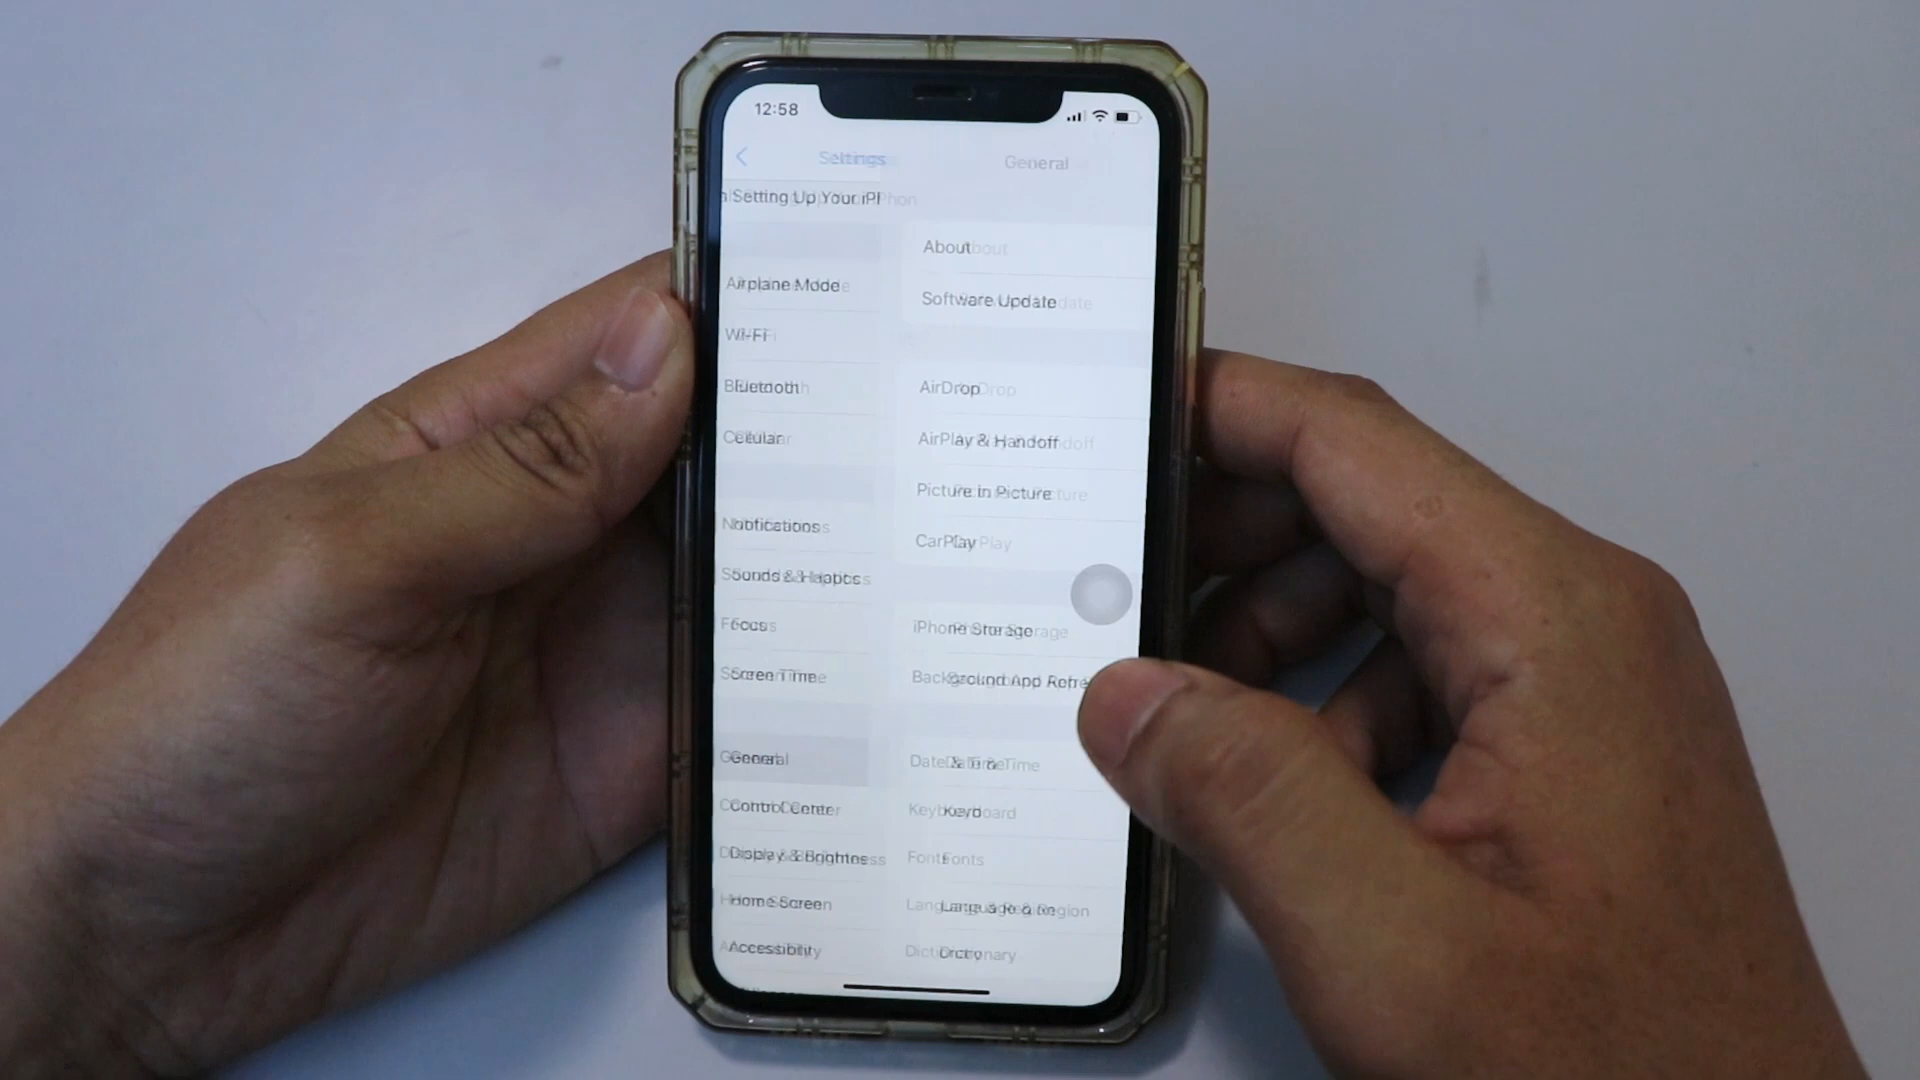 12:58
Settings
General
Setting Up Your iPhon
Airplane Mode
Wi-Fi
Bluetooth
Cellular
Notifications
Sounds & Haptics
Focus
Screen Time
General
Control Center
Display & Brightness
Home Screen
Accessibility
About
Software Update
AirDrop
AirPlay & Handoff
Picture in Picture
CarPlay
iPhone Storage
Background App Refre
Date & Time
Keyboard
Fonts
Language & Region
Dictionary